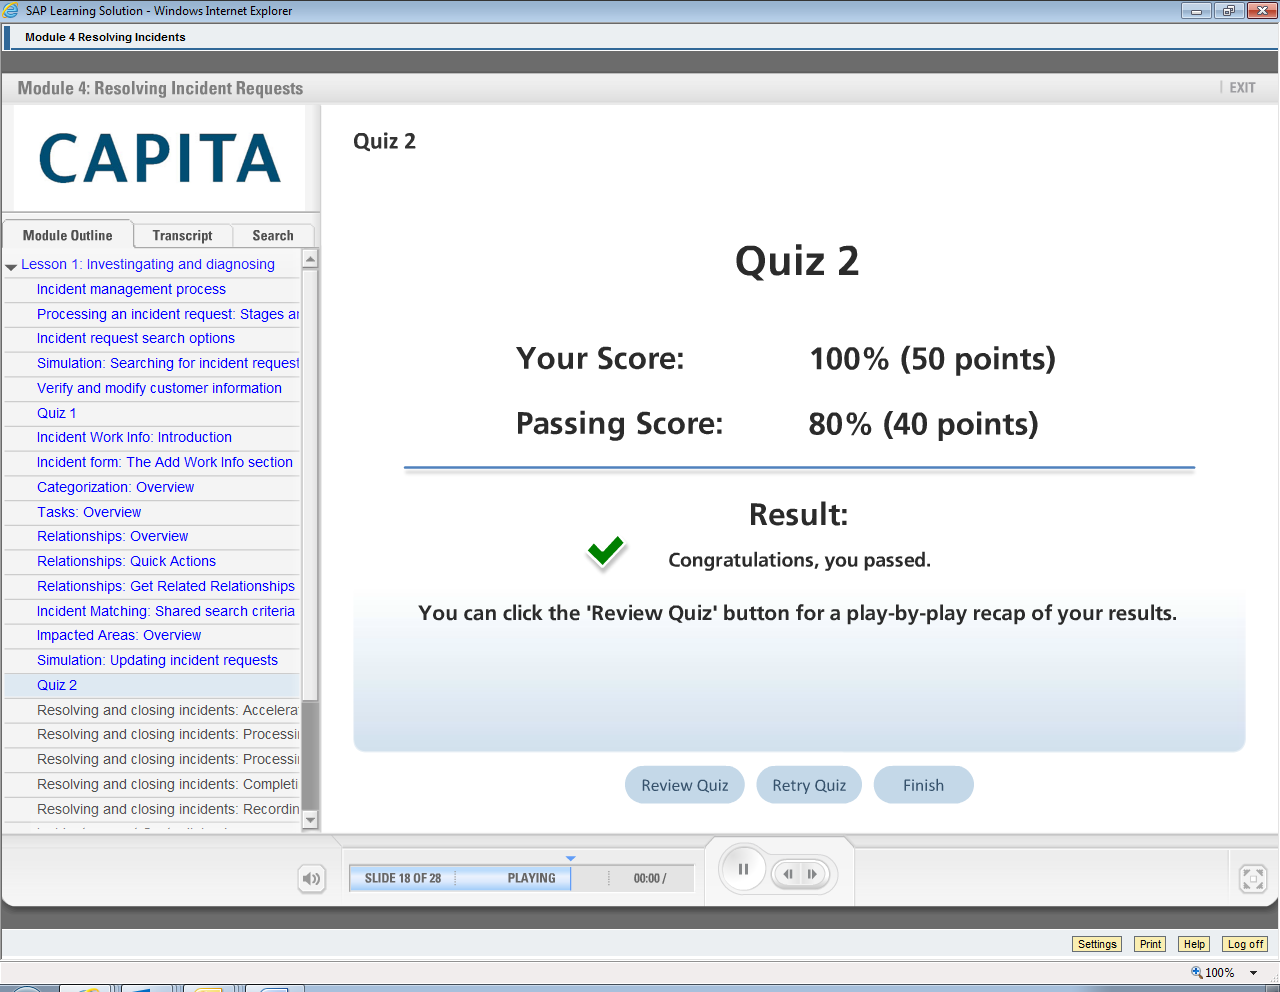 SAP Learning Solution - Windows Internet Explorer
Module 4 Resolving Incidents
Module 4: Resolving Incident Requests
EXIT
CAPITA
Module Outline
Transcript
Search
Lesson 1: Investingating and diagnosing
Incident management process
Processing an incident request: Stages
Incident request search options
Simulation: Searching for incident request
Verify and modify customer information
Quiz 1
Incident Work Info: Introduction
Incident form: The Add Work Info section
Categorization: Overview
Tasks: Overview
Relationships: Overview
Relationships: Quick Actions
Relationships: Get Related Relationships
Incident Matching: Shared search criteria
Impacted Areas: Overview
Simulation: Updating incident requests
Quiz 2
Resolving and closing incidents: Accelera
Resolving and closing incidents: Processi
Resolving and closing incidents: Processi
Resolving and closing incidents: Completi
Resolving and closing incidents: Recordin
Quiz 2
Quiz 2
Your Score: 100% (50 points)
Passing Score: 80% (40 points)
Result:
Congratulations, you passed.
You can click the 'Review Quiz' button for a play-by-play recap of your results.
Review Quiz
Retry Quiz
Finish
SLIDE 18 OF 28
PLAYING
00:00 /
Settings
Print
Help
Log off
100%